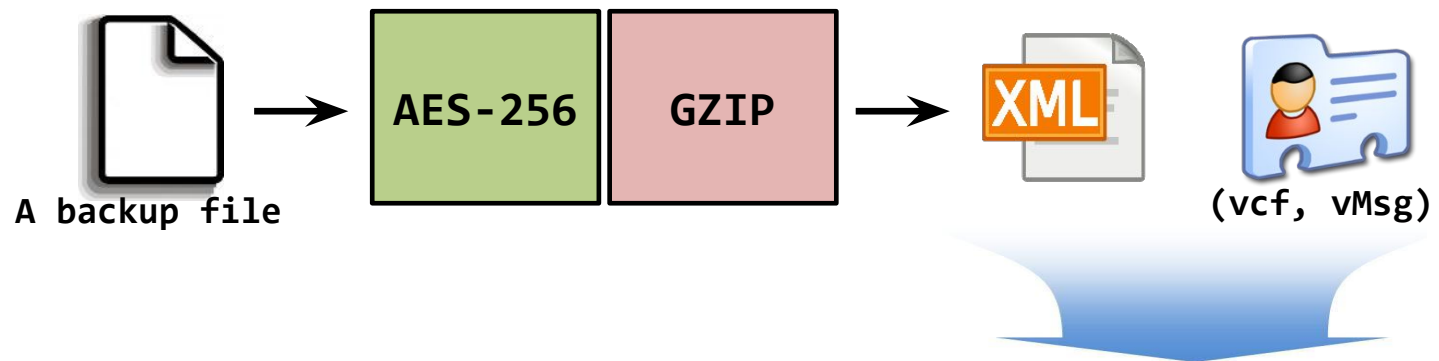 AES-256
GZIP
XML
A backup file
(vcf, vMsg)